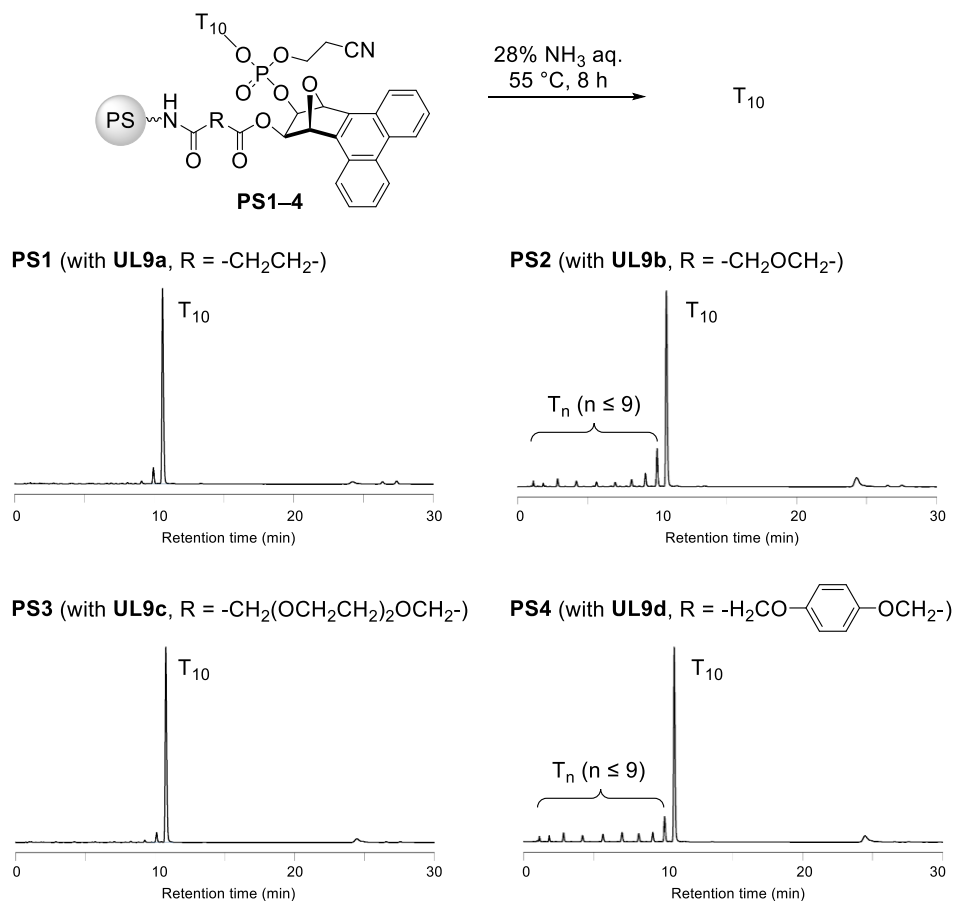 T₁₀
O
O
CN
P
O
O
O
28% NH₃ aq.
55 °C, 8 h
T₁₀
PS
H
N
R
O
O
O
PS1–4
PS1 (with UL9a, R = -CH₂CH₂-)
T₁₀
0 10 20 30
Retention time (min)
PS2 (with UL9b, R = -CH₂OCH₂-)
Tₙ (n ≤ 9)
T₁₀
0 10 20 30
Retention time (min)
PS3 (with UL9c, R = -CH₂(OCH₂CH₂)₂OCH₂-)
T₁₀
0 10 20 30
Retention time (min)
PS4 (with UL9d, R = -H₂CO OCH₂-)
Tₙ (n ≤ 9)
T₁₀
0 10 20 30
Retention time (min)